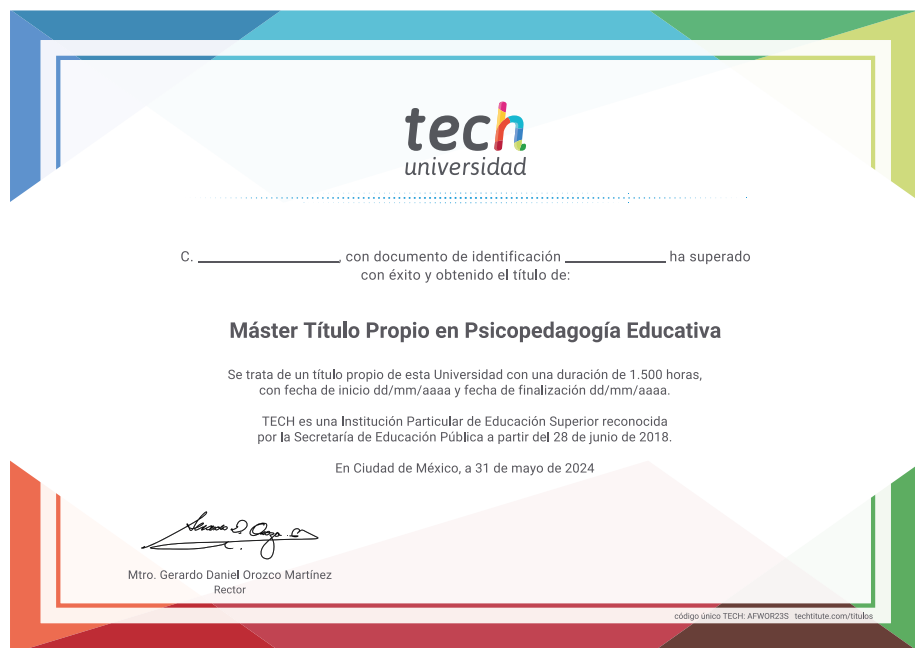 tech
universidad
C. ____________________, con documento de identificación ______________ ha superado
con éxito y obtenido el título de:
Máster Título Propio en Psicopedagogía Educativa
Se trata de un título propio de esta Universidad con una duración de 1.500 horas,
con fecha de inicio dd/mm/aaaa y fecha de finalización dd/mm/aaaa.
TECH es una Institución Particular de Educación Superior reconocida
por la Secretaría de Educación Pública a partir del 28 de junio de 2018.
En Ciudad de México, a 31 de mayo de 2024
Mtro. Gerardo Daniel Orozco Martínez
Rector
código único TECH: AFWOR23S techtitute.com/titulos